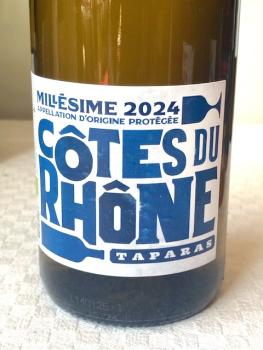 MILLÉSIME 2024
APPELLATION D'ORIGINE PROTÉGÉE
CÔTES DU
RHÔNE
TAPARAS